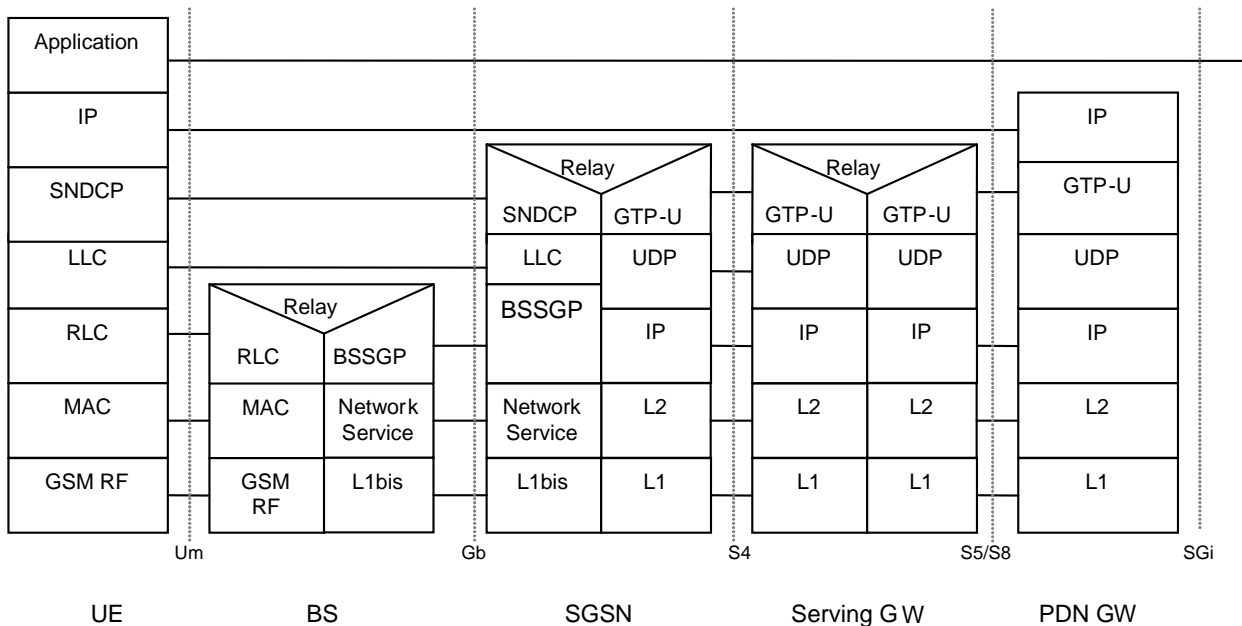 Application
IP
IP
Relay
Relay
SNDCP
GTP-U
SNDCP
GTP-U
GTP-U
GTP-U
LLC
LLC
UDP
UDP
UDP
UDP
Relay
BSSGP
RLC
IP
IP
IP
IP
RLC
BSSGP
MAC
MAC
Network
Service
Network
Service
L2
L2
L2
L2
GSM RF
GSM
RF
L1bis
L1bis
L1
L1
L1
L1
Um
Gb
S4
S5/S8
SGi
UE
BS
SGSN
Serving GW
PDN GW